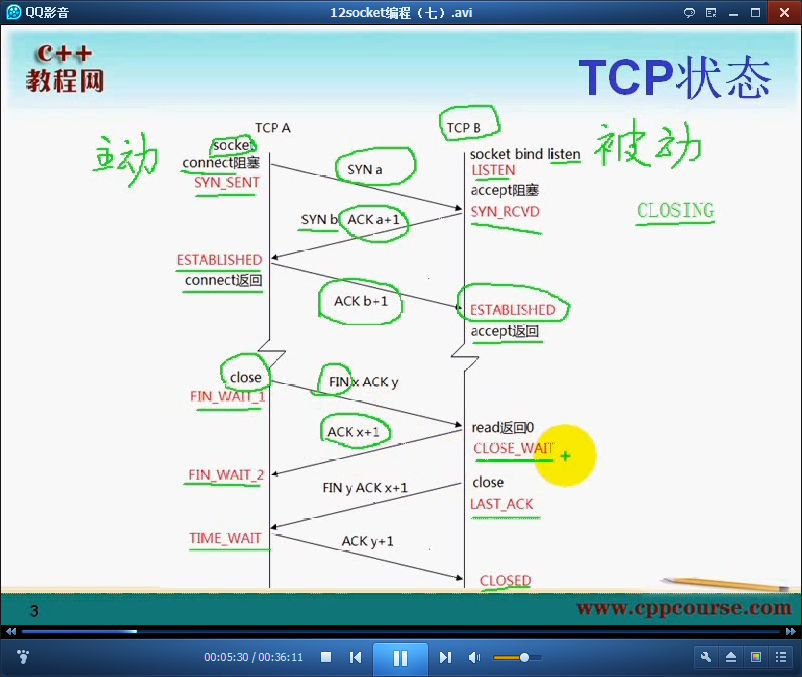 QQ影音
12socket编程（七）.avi
C++
教程网
TCP状态
TCP A
TCP B
主动
被动
socket
connect阻塞
SYN_SENT
SYN a
socket bind listen
LISTEN
accept阻塞
SYN_RCVD
CLOSING
SYN b ACK a+1
ESTABLISHED
connect返回
ACK b+1
ESTABLISHED
accept返回
close
FIN_WAIT_1
FIN x ACK y
read返回0
CLOSE_WAIT
ACK x+1
FIN_WAIT_2
FIN y ACK x+1
close
LAST_ACK
TIME_WAIT
ACK y+1
CLOSED
3
www.cppcourse.com
00:05:30 / 00:36:11